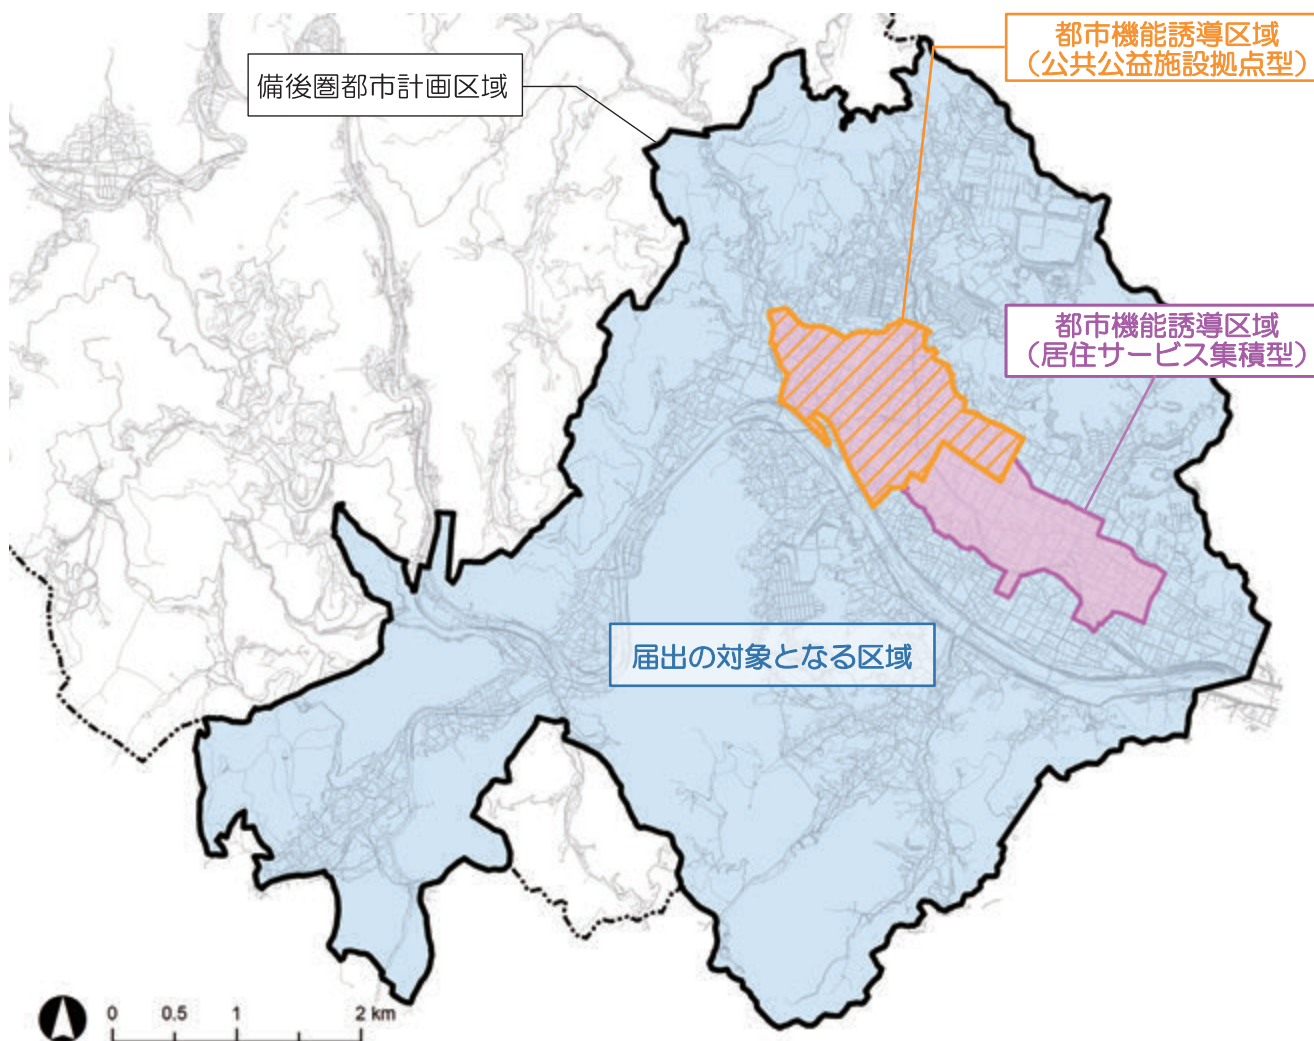 都市機能誘導区域
（公共公益施設拠点型）
備後圏都市計画区域
都市機能誘導区域
（居住サービス集積型）
届出の対象となる区域
0 0.5 1 2 km